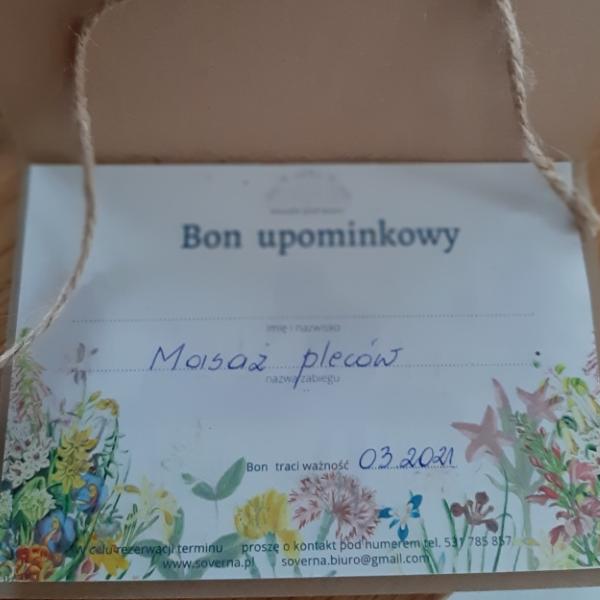 Bon upominkowy
imię i nazwisko
Masaż pleców
nazwa zabiegu
Bon traci ważność 03.2021
W celu rezerwacji terminu proszę o kontakt pod numerem tel. 531 785 857
www.soverna.pl soverna.biuro@gmail.com